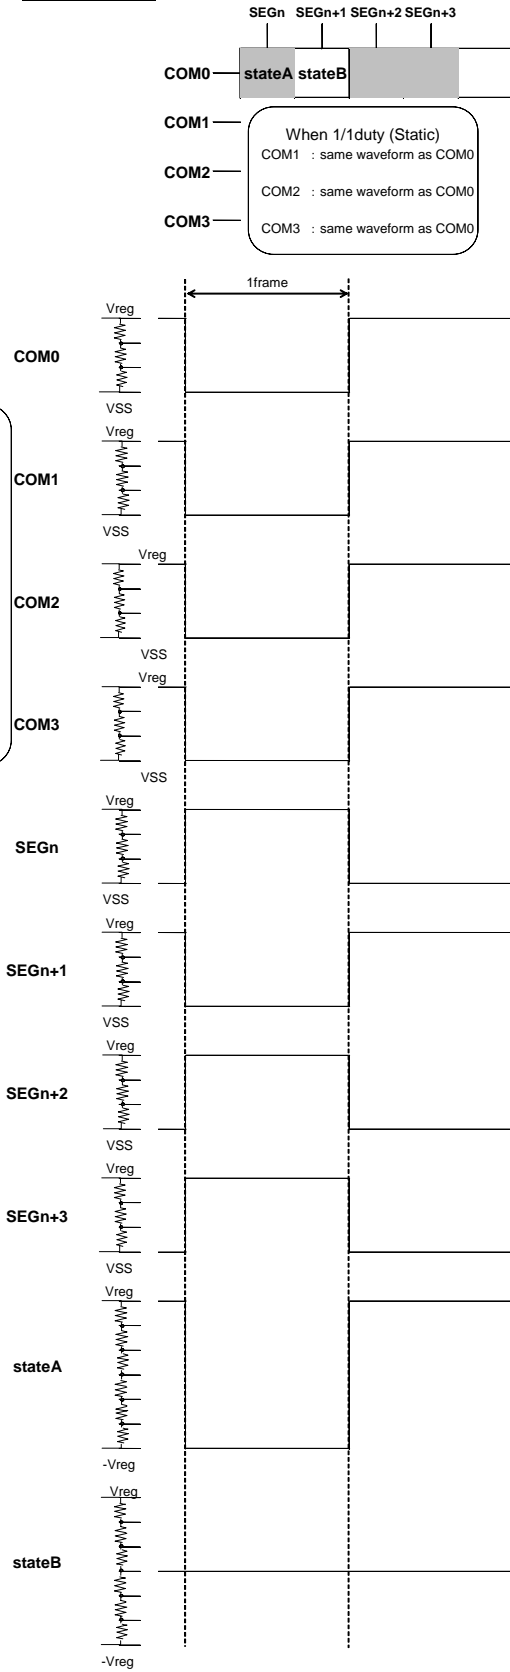 SEGn SEGn+1 SEGn+2 SEGn+3
COM0 stateA stateB
COM1
COM2
COM3
When 1/1duty (Static)
COM1 : same waveform as COM0
COM2 : same waveform as COM0
COM3 : same waveform as COM0
1frame
Vreg
COM0
VSS
Vreg
COM1
VSS
Vreg
COM2
VSS
Vreg
COM3
VSS
Vreg
SEGn
VSS
Vreg
SEGn+1
VSS
Vreg
SEGn+2
VSS
Vreg
SEGn+3
VSS
Vreg
stateA
-Vreg
Vreg
stateB
-Vreg